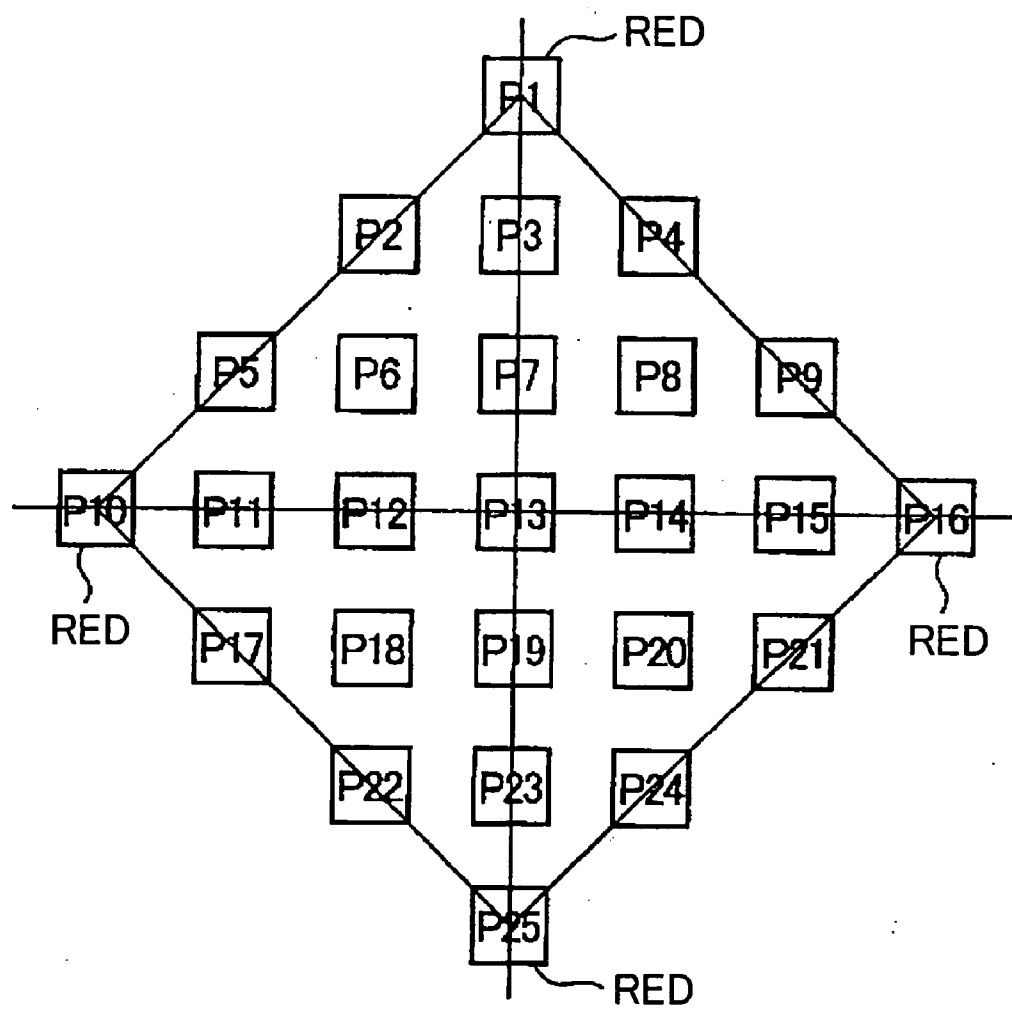 RED
P1
P2 P3 P4
P5 P6 P7 P8 P9
P10 P11 P12 P13 P14 P15 P16
RED RED
P17 P18 P19 P20 P21
P22 P23 P24
P25
RED